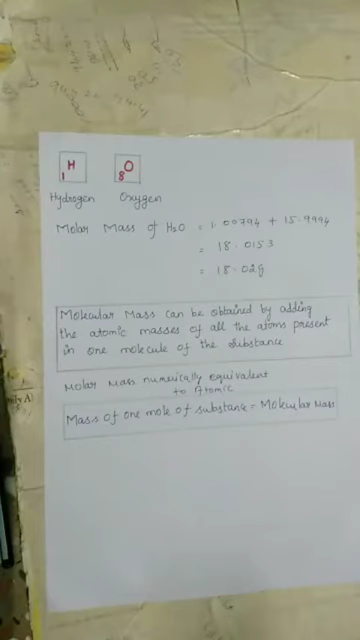 H
1
O
8
Hydrogen Oxygen
Molar Mass of H2O = 1.00794 + 15.9994
= 18.0153
= 18.02g
Molecular Mass can be obtained by adding
the atomic masses of all the atoms present
in one molecule of the substance
Molar Mass numerically equivalent
to Atomic
Mass of one mole of substance = Molecular Mass